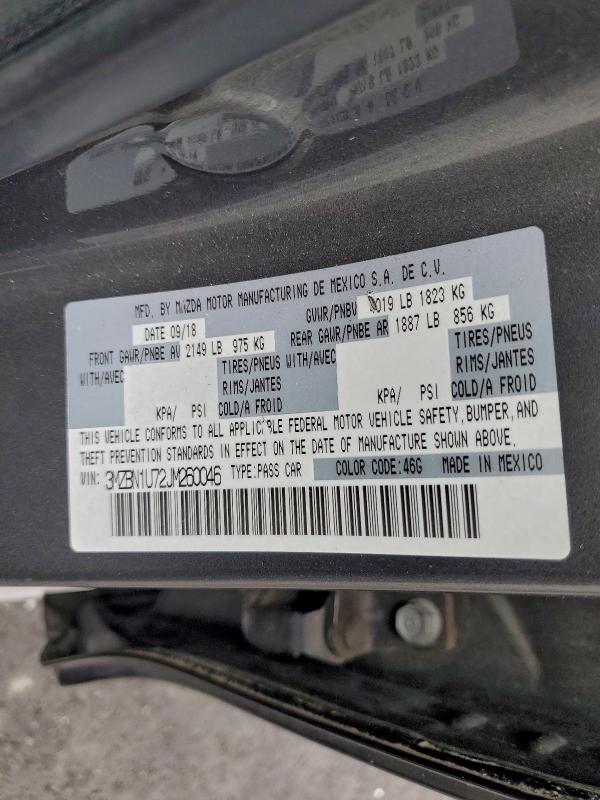 MFD. BY MAZDA MOTOR MANUFACTURING DE MEXICO S.A. DE C.V.
DATE 09/18 GVWR/PNBV 019 LB 1823 KG
FRONT GAWR/PNBE AV 2149 LB 975 KG REAR GAWR/PNBE AR 1887 LB 856 KG
WITH/AVEC TIRES/PNEUS WITH/AVEC TIRES/PNEUS
RIMS/JANTES RIMS/JANTES
KPA/ PSI COLD/A FROID KPA/ PSI COLD/A FROID
THIS VEHICLE CONFORMS TO ALL APPLICABLE FEDERAL MOTOR VEHICLE SAFETY, BUMPER, AND
THEFT PREVENTION STANDARDS IN EFFECT ON THE DATE OF MANUFACTURE SHOWN ABOVE.
VIN: 3MZBN1U72JM260046 TYPE:PASS CAR COLOR CODE:46G MADE IN MEXICO